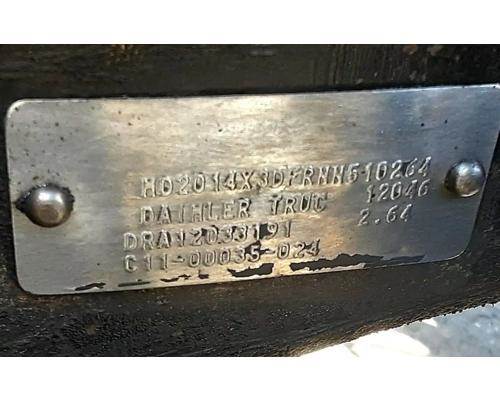 MD2014X3DFRNN510264
DAIMLER TRUC 12046
DRA12033191 2.64
C11-00035-024